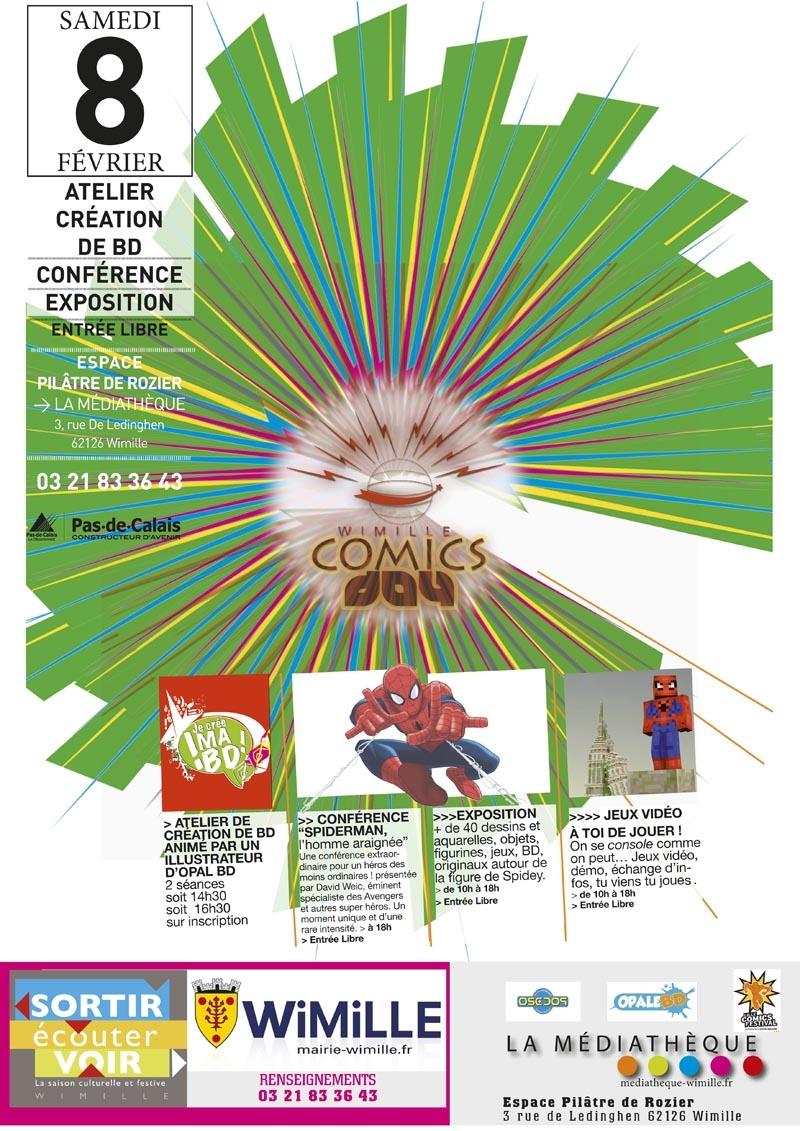 SAMEDI
8
FÉVRIER
ATELIER
CRÉATION
DE BD
CONFÉRENCE
EXPOSITION
ENTRÉE LIBRE
ESPACE
PILÂTRE DE ROZIER
→ LA MÉDIATHÈQUE
3, rue De Ledinghen
62126 Wimille
03 21 83 36 43
Pas-de-Calais
Le Département
Pas-de-Calais
CONSTRUCTEUR D'AVENIR
WIMILLE
COMICS
DAY
Je crée
MA
BD!
> ATELIER DE
CRÉATION DE BD
ANIMÉ PAR UN
ILLUSTRATEUR
D'OPAL BD
2 séances
soit 14h30
soit 16h30
sur inscription
>> CONFÉRENCE
"SPIDERMAN,
l'homme araignée"
Une conférence extraor-
dinaire pour un héros des
moins ordinaires ! présentée
par David Weic, éminent
spécialiste des Avengers
et autres super héros. Un
moment unique et d'une
rare intensité. > à 18h
> Entrée Libre
>>>EXPOSITION
+ de 40 dessins et
aquarelles, objets,
figurines, jeux, BD,
originaux autour de
la figure de Spidey.
> de 10h à 18h
> Entrée Libre
>>>> JEUX VIDÉO
À TOI DE JOUER !
On se console comme
on peut... Jeux vidéo,
démo, échange d'in-
fos, tu viens tu joues .
> de 10h à 18h
> Entrée Libre
SORTIR
écouter
VOIR
La saison culturelle et festive
WIMILLE
WiMiLLE
mairie-wimille.fr
RENSEIGNEMENTS
03 21 83 36 43
OPALEBD
COMICS
FESTIVAL
LA MÉDIATHÈQUE
mediatheque-wimille.fr
Espace Pilâtre de Rozier
3 rue de Ledinghen 62126 Wimille